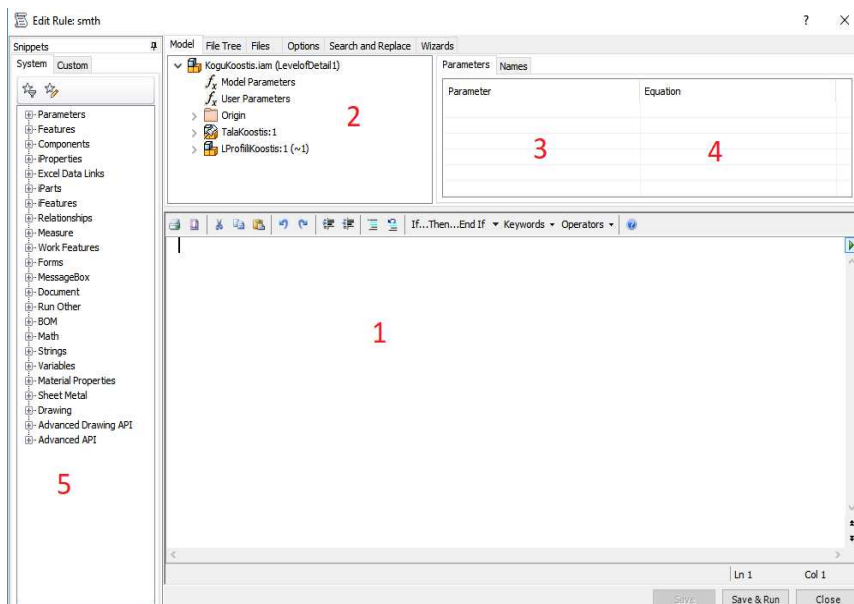 Edit Rule: smth
Snippets
System Custom
Parameters
Features
Components
iProperties
Excel Data Links
iParts
iFeatures
Relationships
Measure
Work Features
Forms
MessageBox
Document
Run Other
BOM
Math
Strings
Variables
Material Properties
Sheet Metal
Drawing
Advanced Drawing API
Advanced API
5
Model File Tree Files Options Search and Replace Wizards
KoguKoostis.iam (LevelofDetail1)
Model Parameters
User Parameters
Origin
TalaKoostis:1
LProfiiliKoostis:1 (~1)
2
Parameters Names
Parameter Equation
3 4
If...Then...End If Keywords Operators
1
Ln 1 Col 1
Save Save & Run Close